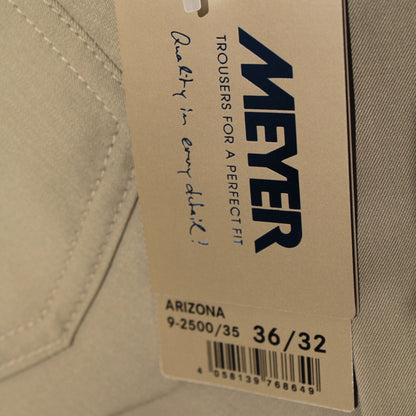 MEYER
TROUSERS FOR A PERFECT FIT
Quality in every detail!
ARIZONA
9-2500/35 36/32
4 058139 768649